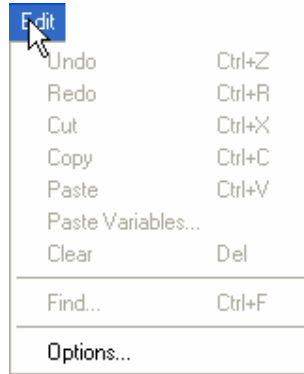 Edit
Undo Ctrl+Z
Redo Ctrl+R
Cut Ctrl+X
Copy Ctrl+C
Paste Ctrl+V
Paste Variables...
Clear Del
Find... Ctrl+F
Options...